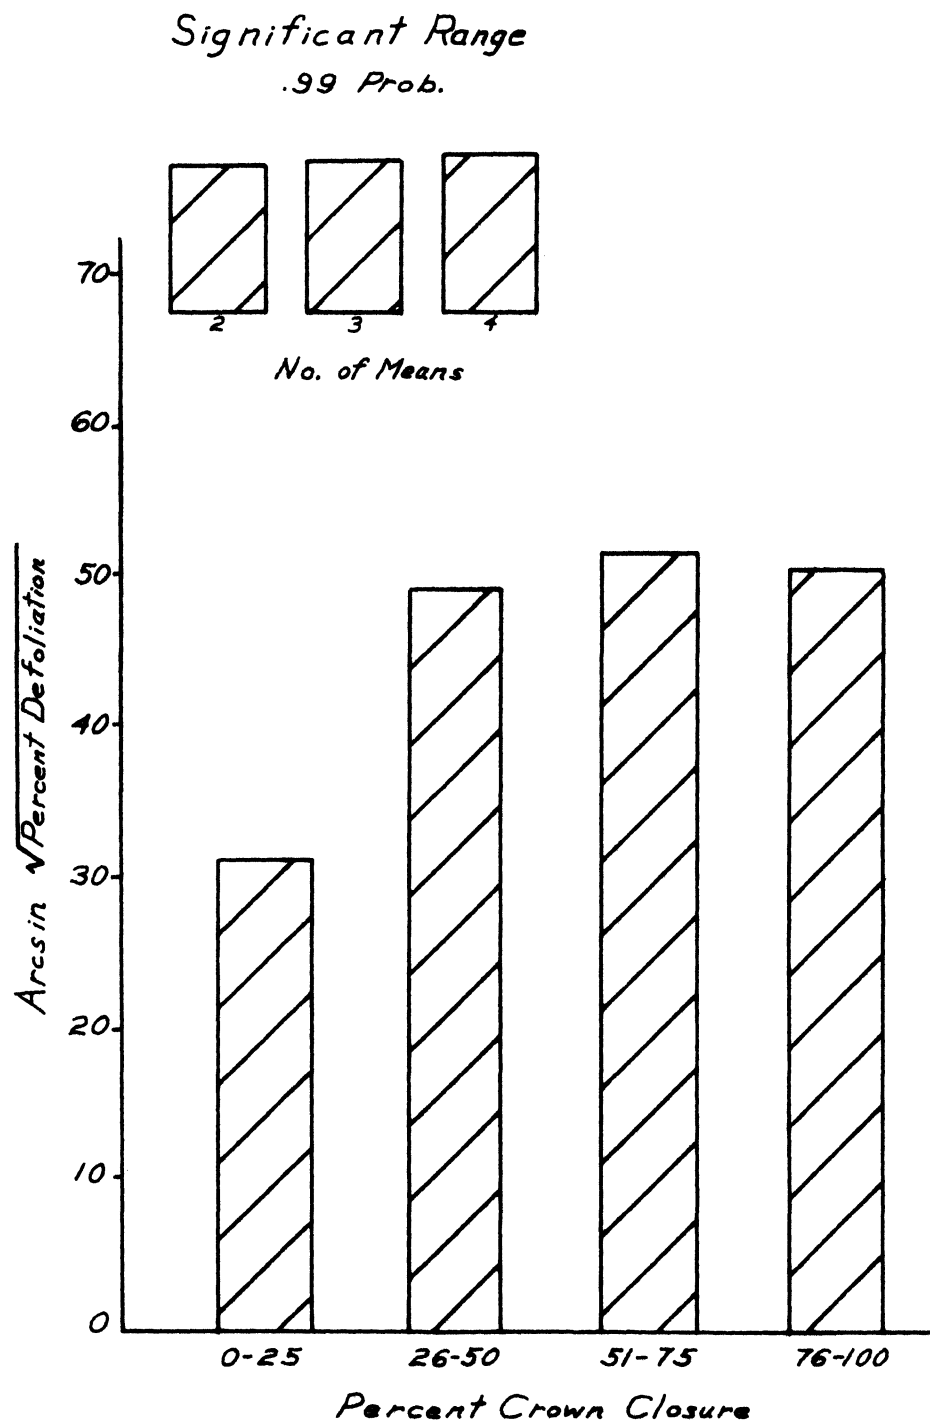 Significant Range
.99 Prob.
2 3 4
No. of Means
70
60
50
40
30
20
10
0
Arcsin √Percent Defoliation
0-25 26-50 51-75 76-100
Percent Crown Closure